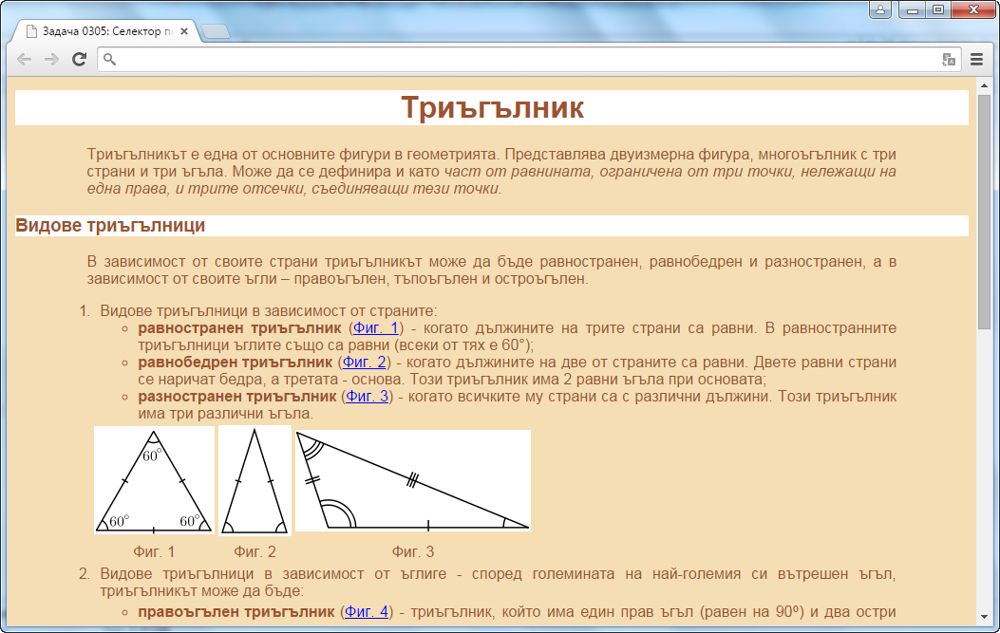 Задача 0305: Селектор п
Триъгълник
Триъгълникът е една от основните фигури в геометрията. Представлява двуизмерна фигура, многоъгълник с три
страни и три ъгъла. Може да се дефинира и като част от равнината, ограничена от три точки, нележащи на
една права, и трите отсечки, съединяващи тези точки.
Видове триъгълници
В зависимост от своите страни триъгълникът може да бъде равностранен, равнобедрен и разностранен, а в
зависимост от своите ъгли – правоъгълен, тъпоъгълен и остроъгълен.
1. Видове триъгълници в зависимост от страните:
равностранен триъгълник (Фиг. 1) - когато дължините на трите страни са равни. В равностранните
триъгълници ъглите също са равни (всеки от тях е 60°);
равнобедрен триъгълник (Фиг. 2) - когато дължините на две от страните са равни. Двете равни страни
се наричат бедра, а третата - основа. Този триъгълник има 2 равни ъгъла при основата;
разностранен триъгълник (Фиг. 3) - когато всичките му страни са с различни дължини. Този триъгълник
има три различни ъгъла.
60°
60° 60°
Фиг. 1 Фиг. 2 Фиг. 3
2. Видове триъгълници в зависимост от ъглиге - според големината на най-големия си вътрешен ъгъл,
триъгълникът може да бъде:
правоъгълен триъгълник (Фиг. 4) - триъгълник, който има един прав ъгъл (равен на 90º) и два остри